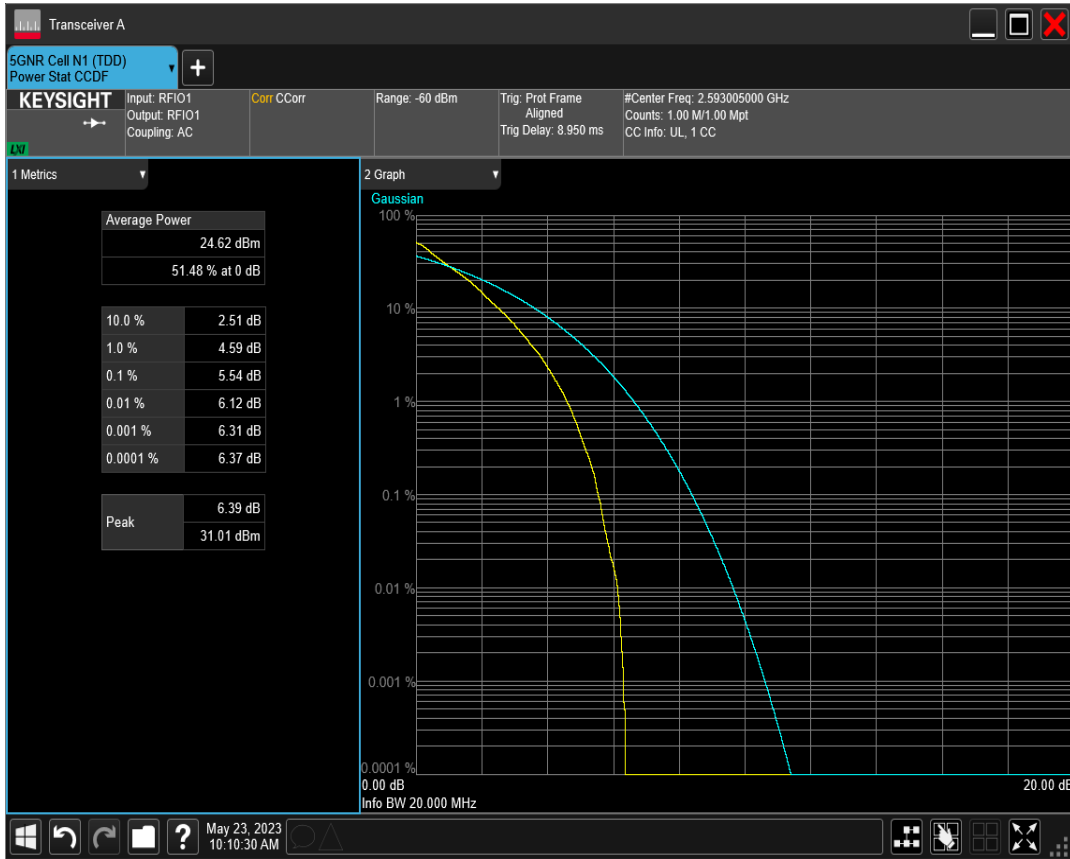 Transceiver A
5GNR Cell N1 (TDD)
Power Stat CCDF
KEYSIGHT
LXI
Input: RFIO1
Output: RFIO1
Coupling: AC
Corr CCorr
Range: -60 dBm
Trig: Prot Frame
Aligned
Trig Delay: 8.950 ms
#Center Freq: 2.593005000 GHz
Counts: 1.00 M/1.00 Mpt
CC Info: UL, 1 CC
1 Metrics
Average Power
24.62 dBm
51.48 % at 0 dB
10.0 % 2.51 dB
1.0 % 4.59 dB
0.1 % 5.54 dB
0.01 % 6.12 dB
0.001 % 6.31 dB
0.0001 % 6.37 dB
Peak 6.39 dB
31.01 dBm
2 Graph
Gaussian
100 %
10 %
1 %
0.1 %
0.01 %
0.001 %
0.0001 %
0.00 dB 20.00 dB
Info BW 20.000 MHz
May 23, 2023
10:10:30 AM